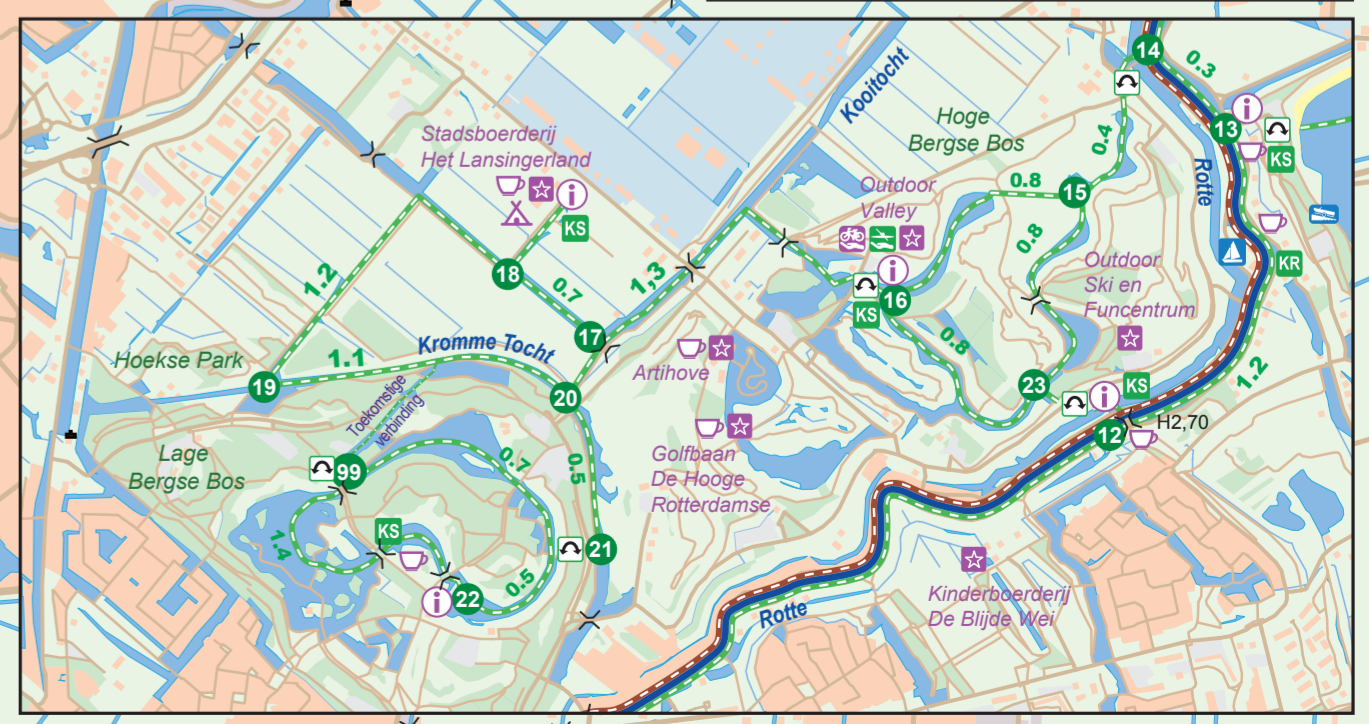 14
0.3
Kooitocht
Hoge
Bergse Bos
i
13
KS
0.4
Stadsboerderij
Het Lansingerland
i
KS
Rotte
Outdoor
Valley
0.8
15
0.8
Outdoor
Ski en
Funcentrum
KR
1.2
18
0.7
1,3
i
16
KS
0.8
17
Kromme Tocht
Hoekse Park
1.1
19
20
Artihove
23
i
KS
1.2
12
H2,70
Toekomstige
verbinding
Lage
Bergse Bos
99
0.7
0.5
Golfbaan
De Hooge
Rotterdamse
1.4
KS
21
i
22
0.5
Kinderboerderij
De Blijde Wei
Rotte